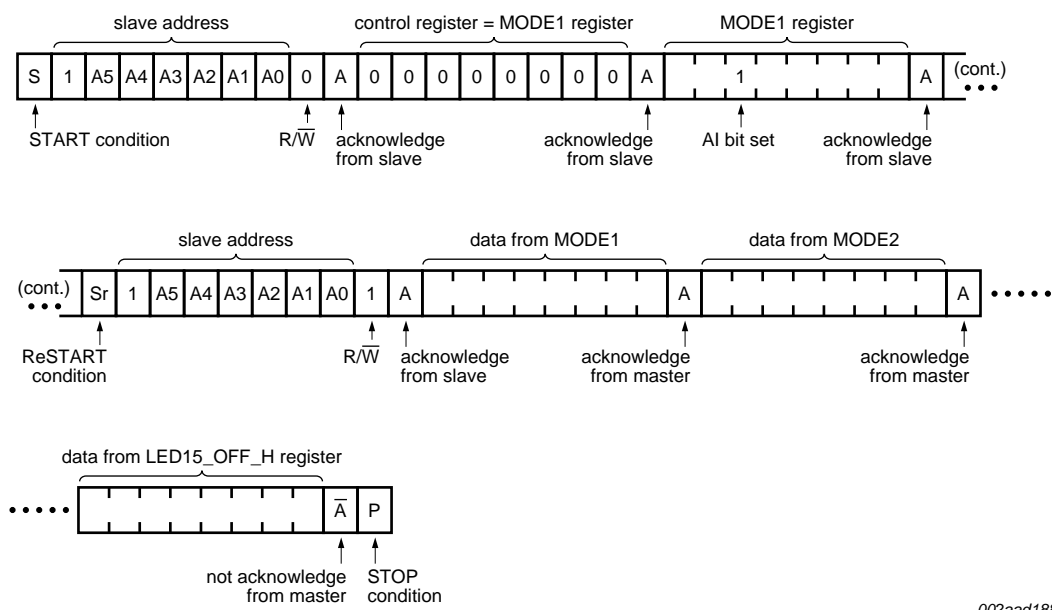 slave address control register = MODE1 register MODE1 register
S 1 A5 A4 A3 A2 A1 A0 0 A 0 0 0 0 0 0 0 0 A 1 A (cont.)
START condition R/W̅ acknowledge from slave acknowledge from slave AI bit set acknowledge from slave
slave address data from MODE1 data from MODE2
(cont.) Sr 1 A5 A4 A3 A2 A1 A0 1 A A A
ReSTART condition R/W̅ acknowledge from slave acknowledge from master acknowledge from master
data from LED15_OFF_H register
A̅ P
not acknowledge from master STOP condition